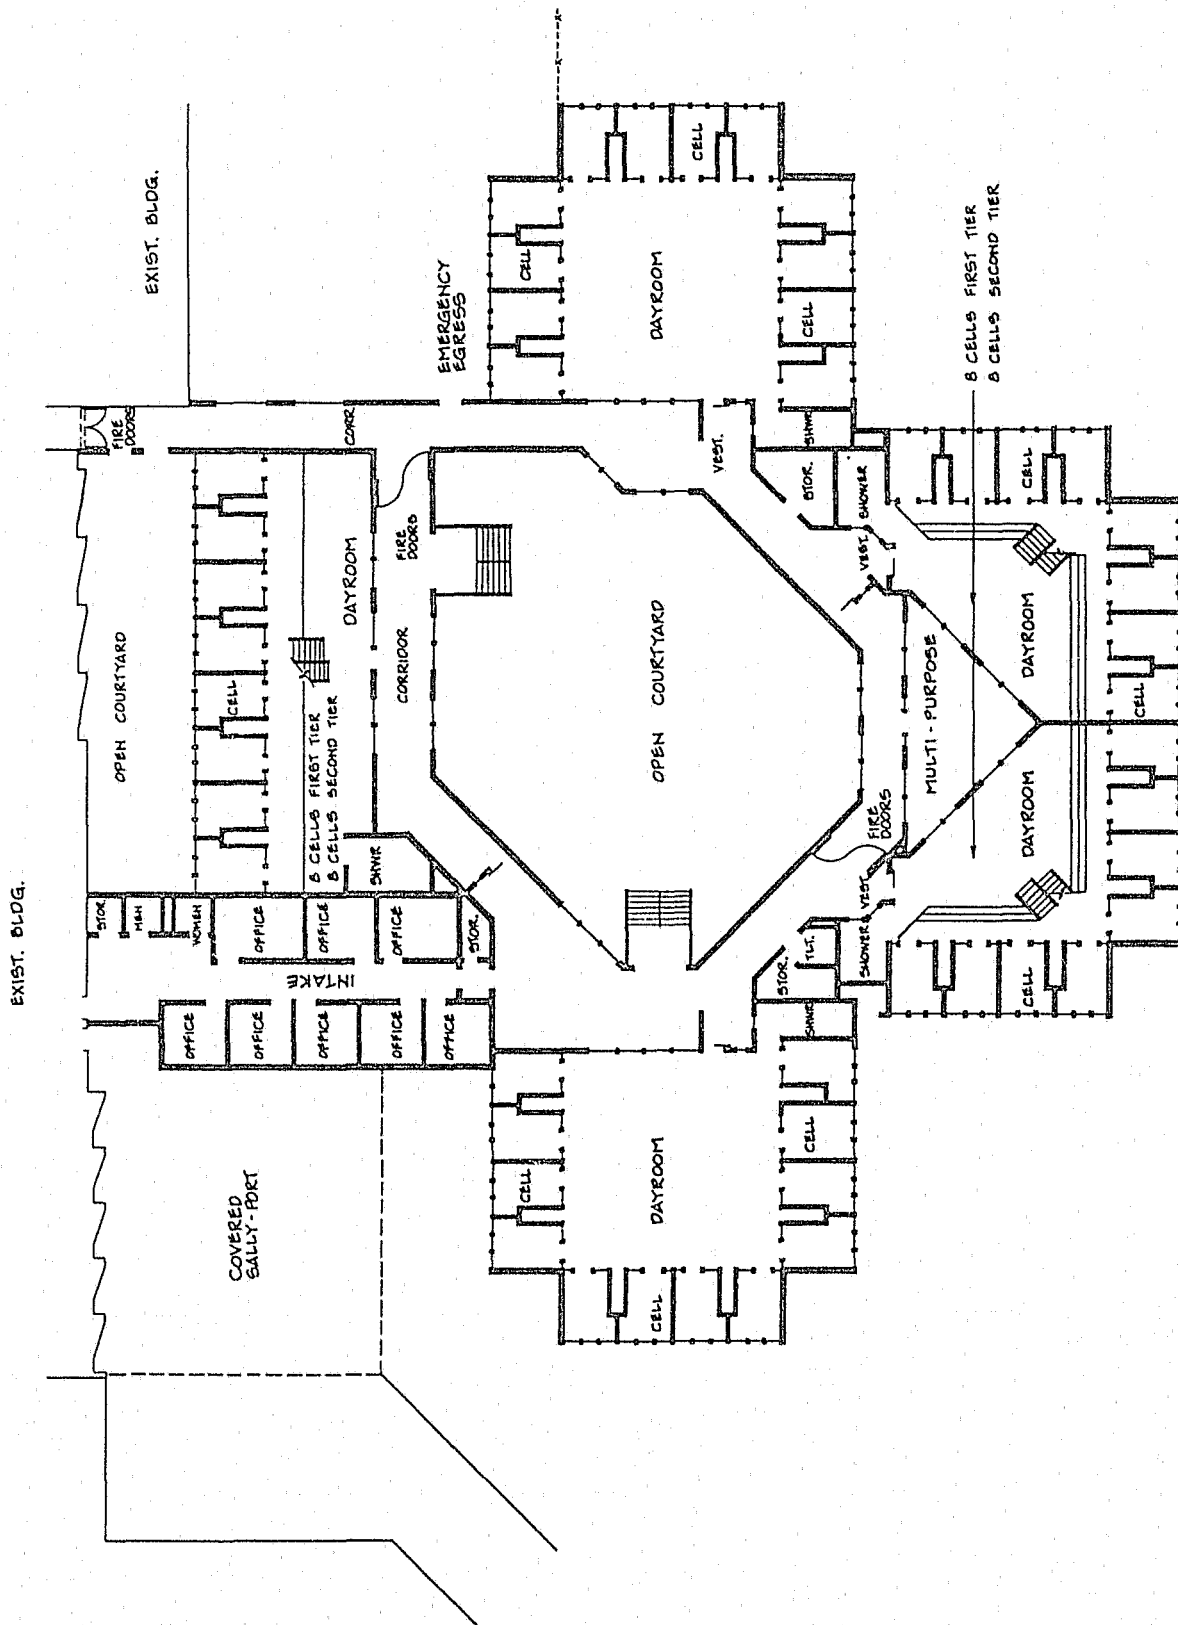 EXIST. BLDG.
EXIST. BLDG.
FIRE
DOORS
CORR.
EMERGENCY
EGRESS
OPEN COURTYARD
CELL
DAYROOM
8 CELLS FIRST TIER
8 CELLS SECOND TIER
CORRIDOR
FIRE
DOORS
SHWR
STOR.
MEN
WOMEN
OFFICE
OFFICE
OFFICE
STOR.
INTAKE
OFFICE
OFFICE
OFFICE
OFFICE
OFFICE
COVERED
SALLY-PORT
OPEN COURTYARD
CELL
CELL
DAYROOM
CELL
SHWR
VEST.
STOR.
SHOWER
VEST.
MULTI-PURPOSE
FIRE
DOORS
8 CELLS FIRST TIER
8 CELLS SECOND TIER
CELL
DAYROOM
CELL
DAYROOM
CELL
VEST
SHOWER
TLT.
STOR.
SHWR
CELL
DAYROOM
CELL
CELL